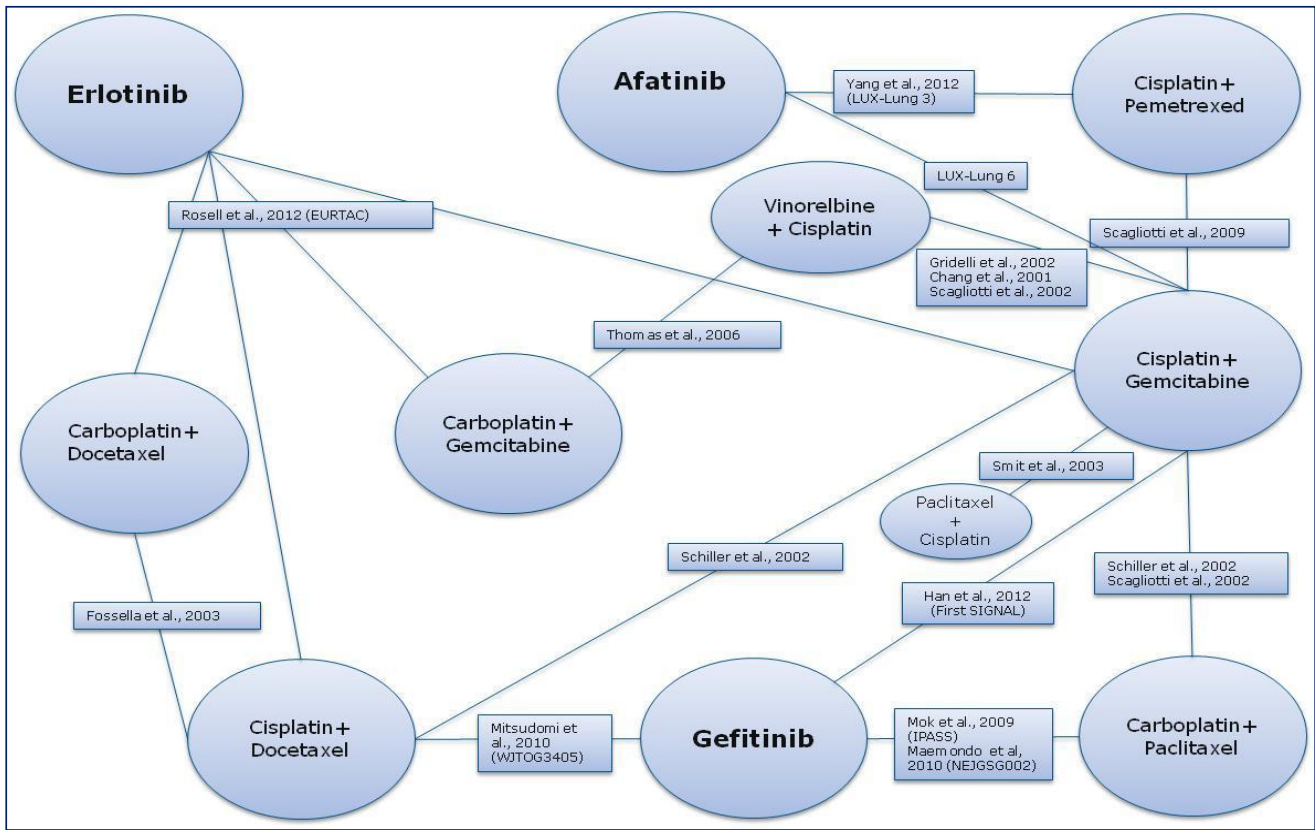 Erlotinib
Afatinib
Yang et al., 2012
(LUX-Lung 3)
Cisplatin+
Pemetrexed
LUX-Lung 6
Rosell et al., 2012 (EURTAC)
Vinorelbine
+ Cisplatin
Scagliotti et al., 2009
Gridelli et al., 2002
Chang et al., 2001
Scagliotti et al., 2002
Thomas et al., 2006
Cisplatin+
Gemcitabine
Carboplatin+
Docetaxel
Carboplatin+
Gemcitabine
Smit et al., 2003
Paclitaxel
+
Cisplatin
Schiller et al., 2002
Schiller et al., 2002
Scagliotti et al., 2002
Han et al., 2012
(First SIGNAL)
Fossella et al., 2003
Cisplatin+
Docetaxel
Mitsudomi et
al., 2010
(WJTOG3405)
Gefitinib
Mok et al., 2009
(IPASS)
Maemondo et al,
2010 (NEJGSG002)
Carboplatin+
Paclitaxel